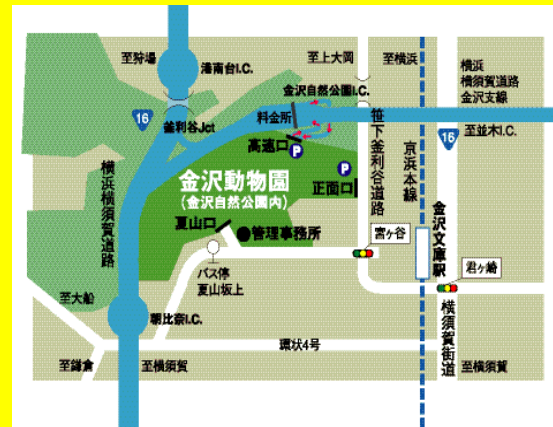 至狩場
港南台I.C.
至上大岡
至横浜
金沢自然公園I.C.
横浜
横須賀道路
金沢支線
16
釜利谷Jct
料金所
至並木I.C.
16
高速口
P
P
笹下釜利谷道路
京浜本線
横浜横須賀道路
金沢動物園
(金沢自然公園内)
正面口
夏山口
●管理事務所
宮ヶ谷
金沢文庫駅
バス停
夏山坂上
君ヶ崎
至大船
朝比奈I.C.
環状4号
横須賀街道
至鎌倉
至横須賀
至横須賀